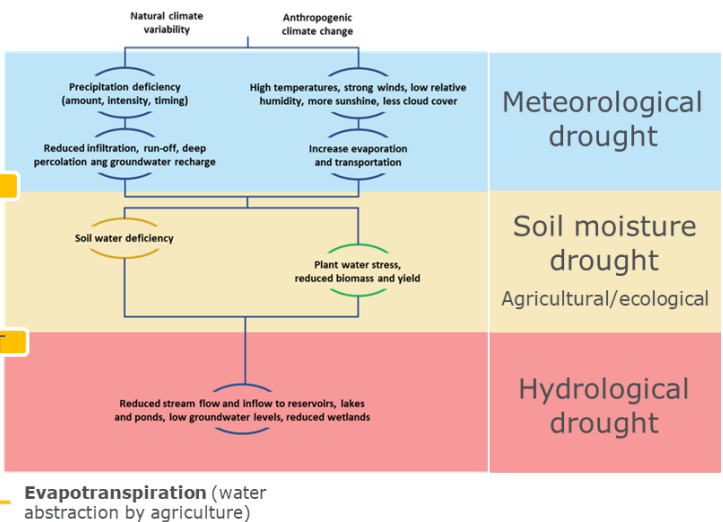 Natural climate
variability
Anthropogenic
climate change
Precipitation deficiency
(amount, intensity, timing)
High temperatures, strong winds, low relative
humidity, more sunshine, less cloud cover
Meteorological
drought
Reduced infiltration, run-off, deep
percolation ang groundwater recharge
Increase evaporation
and transportation
Soil water deficiency
Plant water stress,
reduced biomass and yield
Soil moisture
drought
Agricultural/ecological
T
Reduced stream flow and inflow to reservoirs, lakes
and ponds, low groundwater levels, reduced wetlands
Hydrological
drought
Evapotranspiration (water
abstraction by agriculture)